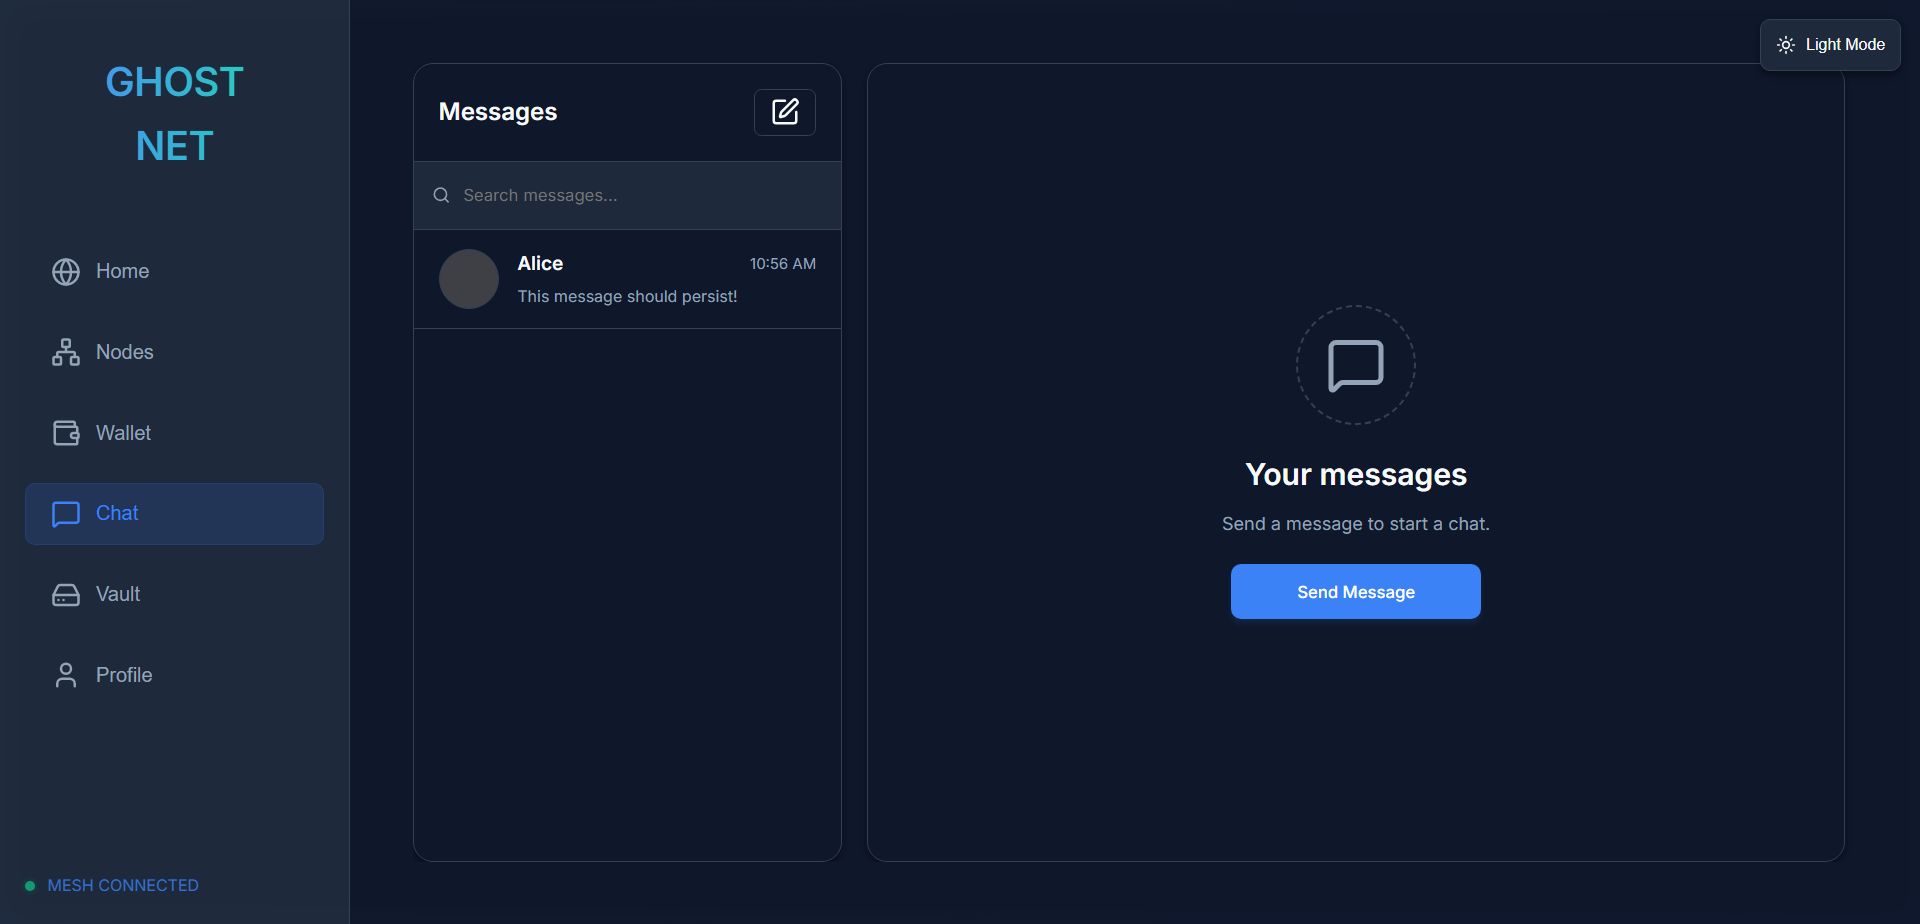 GHOST
NET
Home
Nodes
Wallet
Chat
Vault
Profile
MESH CONNECTED
Messages
Search messages...
Alice
10:56 AM
This message should persist!
Light Mode
Your messages
Send a message to start a chat.
Send Message